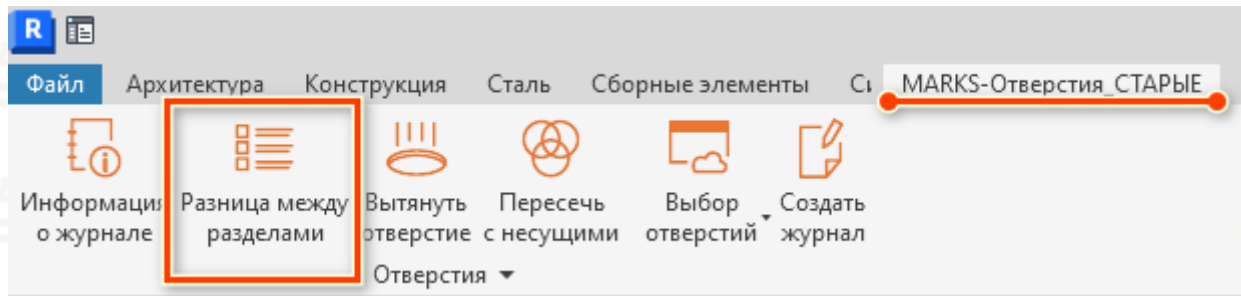 R
Файл Архитектура Конструкция Сталь Сборные элементы MARKS-Отверстия_СТАРЫЕ
Информация Разница между Вытянуть Пересечь Выбор Создать
о журнале разделами отверстие с несущими отверстий журнал
Отверстия